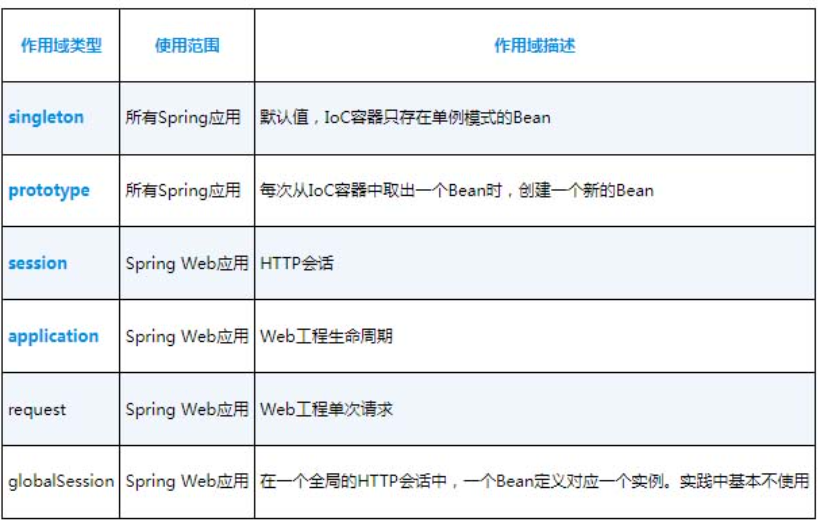 作用域类型 使用范围 作用域描述
singleton 所有Spring应用 默认值，IoC容器只存在单例模式的Bean
prototype 所有Spring应用 每次从IoC容器中取出一个Bean时，创建一个新的Bean
session Spring Web应用 HTTP会话
application Spring Web应用 Web工程生命周期
request Spring Web应用 Web工程单次请求
globalSession Spring Web应用 在一个全局的HTTP会话中，一个Bean定义对应一个实例。实践中基本不使用